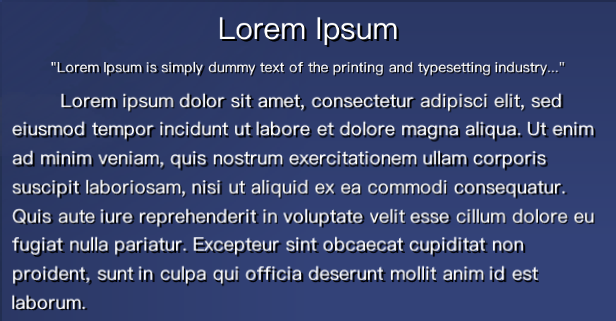 Lorem Ipsum
"Lorem Ipsum is simply dummy text of the printing and typesetting industry..."
Lorem ipsum dolor sit amet, consectetur adipisci elit, sed
eiusmod tempor incidunt ut labore et dolore magna aliqua. Ut enim
ad minim veniam, quis nostrum exercitationem ullam corporis
suscipit laboriosam, nisi ut aliquid ex ea commodi consequatur.
Quis aute iure reprehenderit in voluptate velit esse cillum dolore eu
fugiat nulla pariatur. Excepteur sint obcaecat cupiditat non
proident, sunt in culpa qui officia deserunt mollit anim id est
laborum.